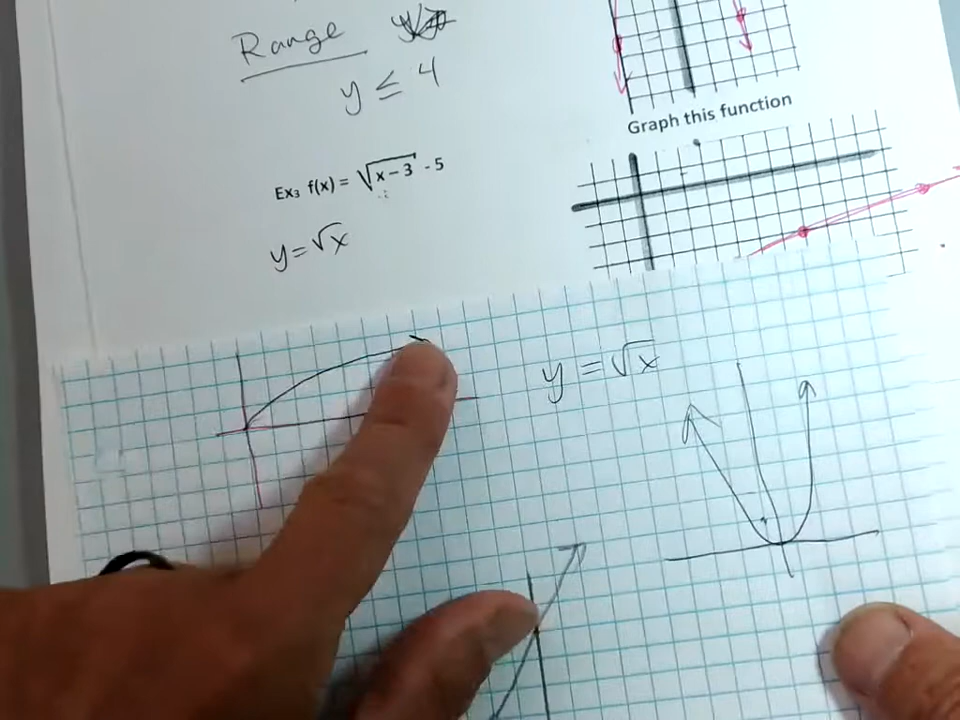 Range
y ≤ 4
Graph this function
Ex3 f(x) = √x-3 - 5
y = √x
y = √x